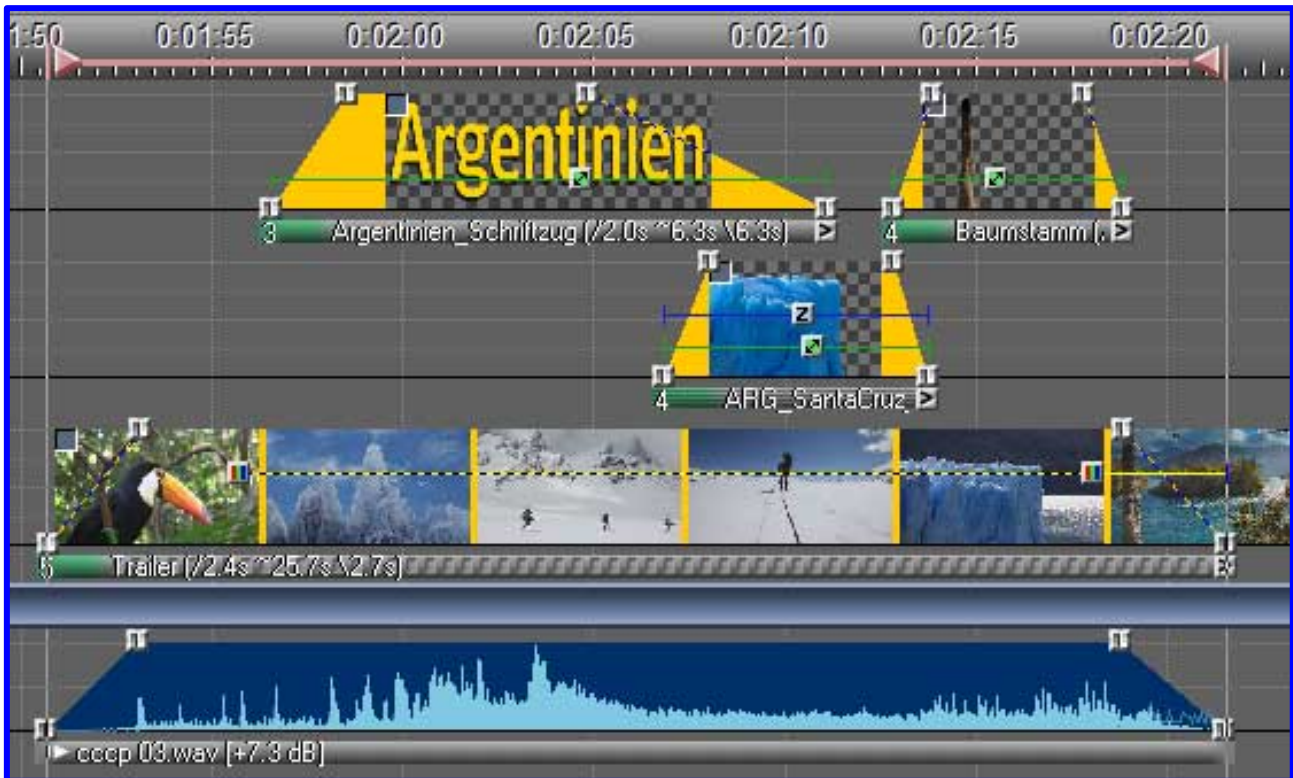 1:50 0:01:55 0:02:00 0:02:05 0:02:10 0:02:15 0:02:20
Argentinien
3 Argentinien_Schriftzug (/2.0s ~6.3s \6.3s) >
4 Baumstamm (. >
Z
4 ARG_SantaCruz_ >
5 Trailer (/2.4s ~25.7s \2.7s)
cccp 03.wav [+7.3 dB]